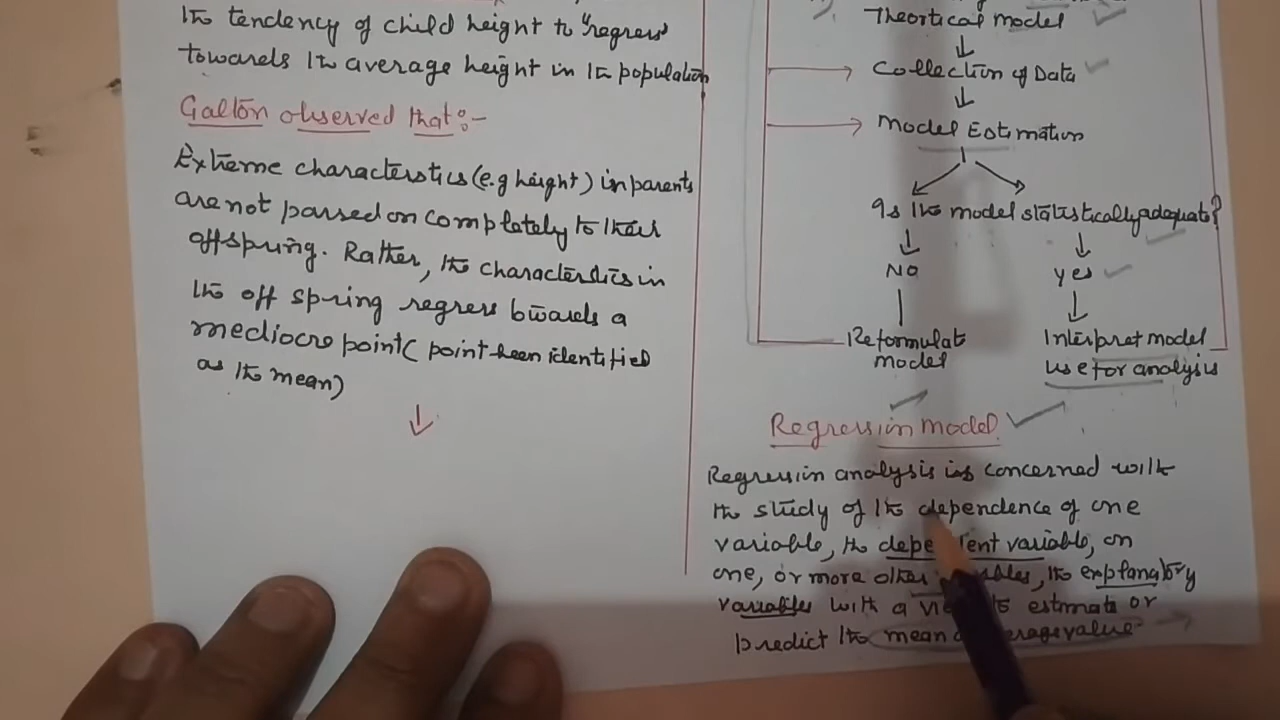 the tendency of child height to "regress
towards the average height in the population
Galton observed that:-
Extreme characteristics (e.g height) in parents
are not passed on completely to their
offspring. Rather, the characteristics in
the off spring regress towards a
mediocre point ( point been identified
as the mean)
Theortical model
Collection of Data
Model Estimation
Is the model statistically adequate?
No
Yes
Reformulate
model
Interpret model
use for analysis
Regression model
Regression analysis is concerned with
the study of the dependence of one
variable, the dependent variable, on
one, or more other variables, the explanatory
variables with a view to estimate or
predict the mean average value